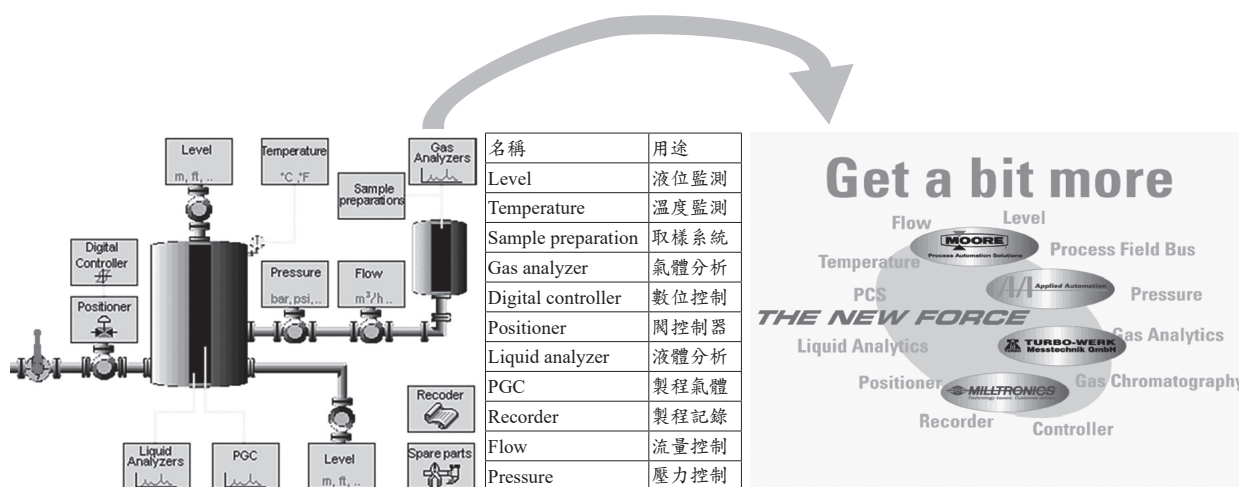 Level
m, ft, ..
Temperature
°C ,°F
Gas
Analyzers
Sample
preparations
Digital
Controller
Positioner
Pressure
bar, psi,..
Flow
m³/h ..
Recoder
Spare parts
Liquid
Analyzers
PGC
Level
m, ft, ..
名稱 用途
Level 液位監測
Temperature 溫度監測
Sample preparation 取樣系統
Gas analyzer 氣體分析
Digital controller 數位控制
Positioner 閥控制器
Liquid analyzer 液體分析
PGC 製程氣體
Recorder 製程記錄
Flow 流量控制
Pressure 壓力控制
Get a bit more
Flow
Level
MOORE
Process Automation Solutions
Process Field Bus
Temperature
Applied Automation
PCS
Pressure
THE NEW FORCE
Gas Analytics
TURBO-WERK
Messtechnik GmbH
Liquid Analytics
Positioner
MILLTRONICS
Gas Chromatography
Recorder
Controller